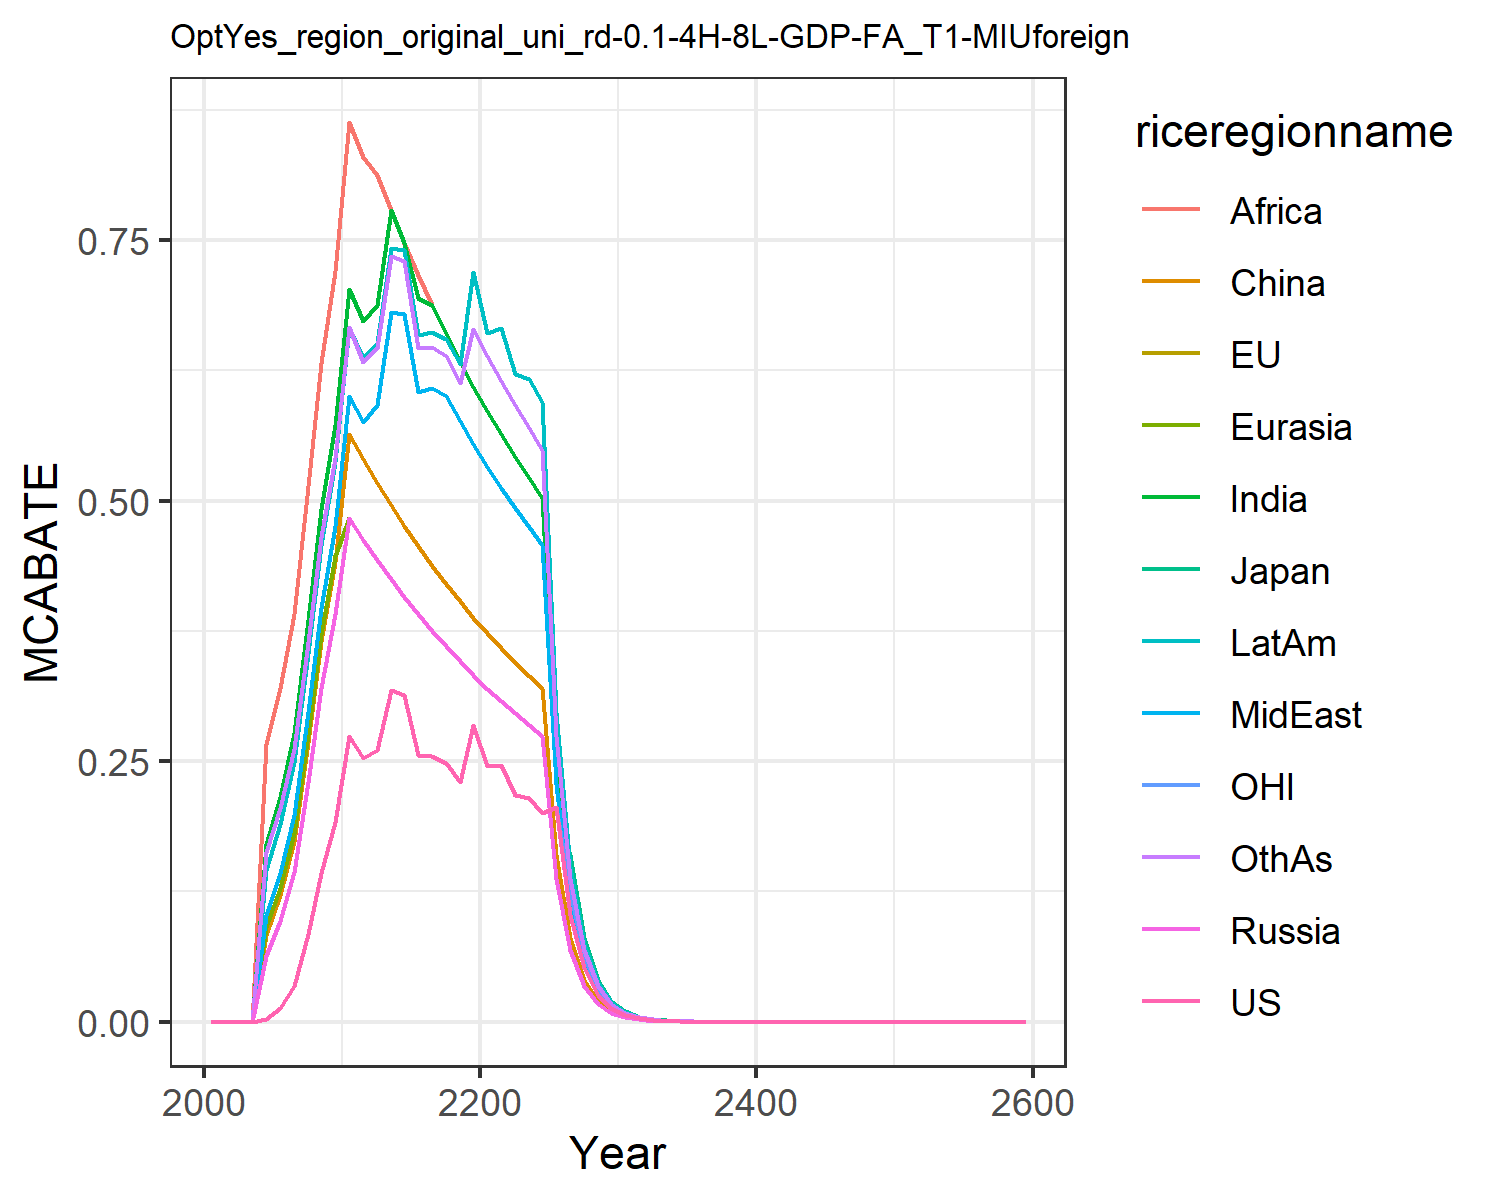 OptYes_region_original_uni_rd-0.1-4H-8L-GDP-FA_T1-MIUforeign
MCABATE
0.75
0.50
0.25
0.00
2000
2200
2400
2600
Year
riceregionname
Africa
China
EU
Eurasia
India
Japan
LatAm
MidEast
OHI
OthAs
Russia
US